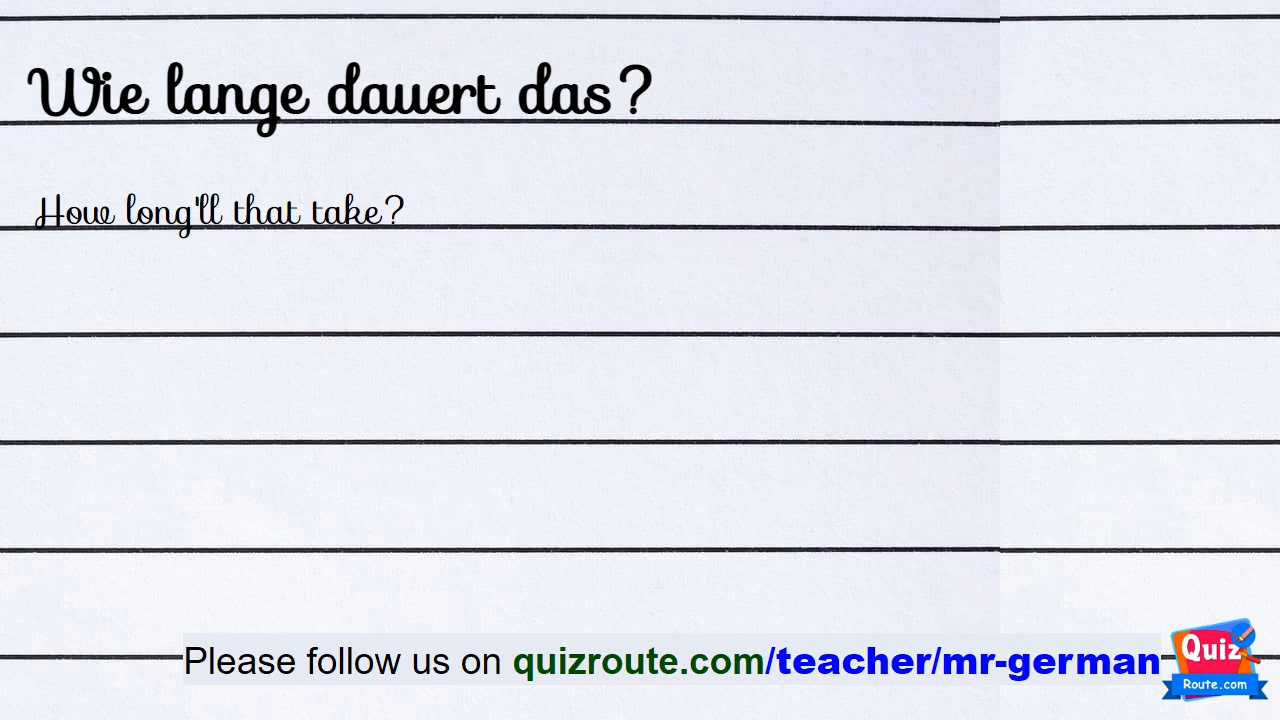 Wie lange dauert das?
How long'll that take?
Please follow us on quizroute.com/teacher/mr-german
Quiz
Route.com